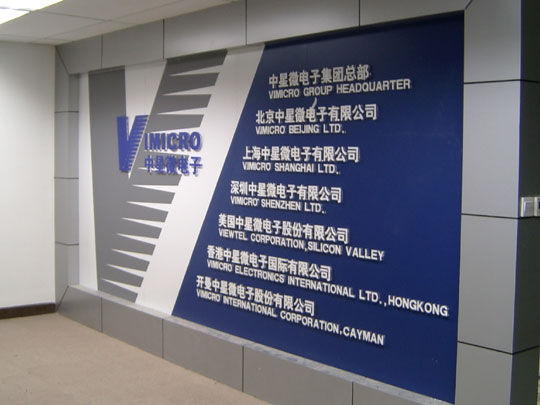 VIMICRO
中星微电子
中星微电子集团总部
VIMICRO GROUP HEADQUARTER
北京中星微电子有限公司
VIMICRO BEIJING LTD.
上海中星微电子有限公司
VIMICRO SHANGHAI LTD.
深圳中星微电子有限公司
VIMICRO SHENZHEN LTD.
美国中星微电子股份有限公司
VIEWTEL CORPORATION,SILICON VALLEY
香港中星微电子国际有限公司
VIMICRO ELECTRONICS INTERNATIONAL LTD.,HONGKONG
开曼中星微电子股份有限公司
VIMICRO INTERNATIONAL CORPORATION,CAYMAN